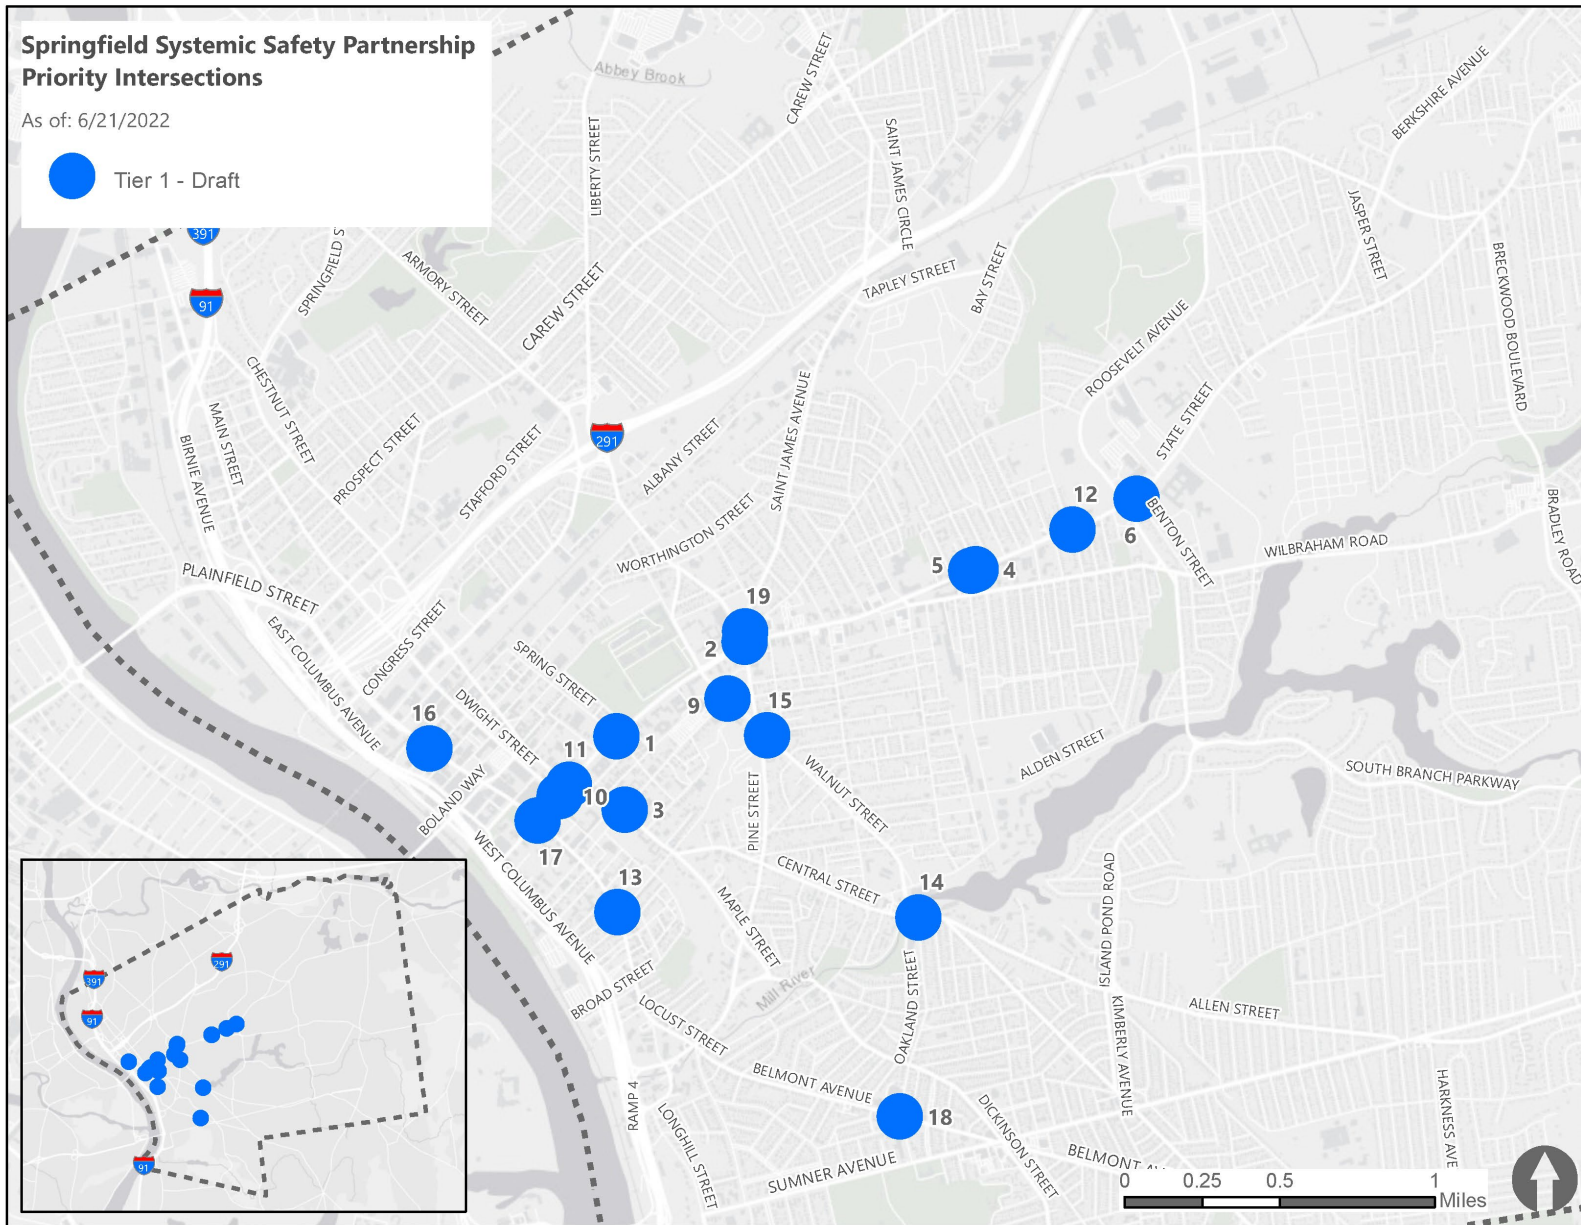 Springfield Systemic Safety Partnership
Priority Intersections
As of: 6/21/2022
Tier 1 - Draft
Abbey Brook
CAREW STREET
BERKSHIRE AVENUE
LIBERTY STREET
SAINT JAMES CIRCLE
JASPER STREET
391
SPRINGFIELD S
ARMORY STREET
TAPLEY STREET
BAY STREET
BRECKWOOD BOULEVARD
91
CAREW STREET
ROOSEVELT AVENUE
CHESTNUT STREET
MAIN STREET
BIRNIE AVENUE
PROSPECT STREET
STAFFORD STREET
291
ALBANY STREET
SAINT JAMES AVENUE
STATE STREET
WORTHINGTON STREET
12
6
BENTON STREET
BRADLEY ROAD
WILBRAHAM ROAD
5
4
PLAINFIELD STREET
19
2
EAST COLUMBUS AVENUE
CONGRESS STREET
SPRING STREET
DWIGHT STREET
9
15
16
1
11
10
3
17
BOLAND WAY
PINE STREET
WALNUT STREET
ALDEN STREET
SOUTH BRANCH PARKWAY
WEST COLUMBUS AVENUE
13
CENTRAL STREET
14
MAPLE STREET
ISLAND POND ROAD
BROAD STREET
Mill River
OAKLAND STREET
ALLEN STREET
LOCUST STREET
KIMBERLY AVENUE
BELMONT AVENUE
18
RAMP 4
LONGHILL STREET
DICKINSON STREET
HARKNESS AVE
SUMNER AVENUE
BELMONT AV
0 0.25 0.5 1
Miles
391
291
91
91